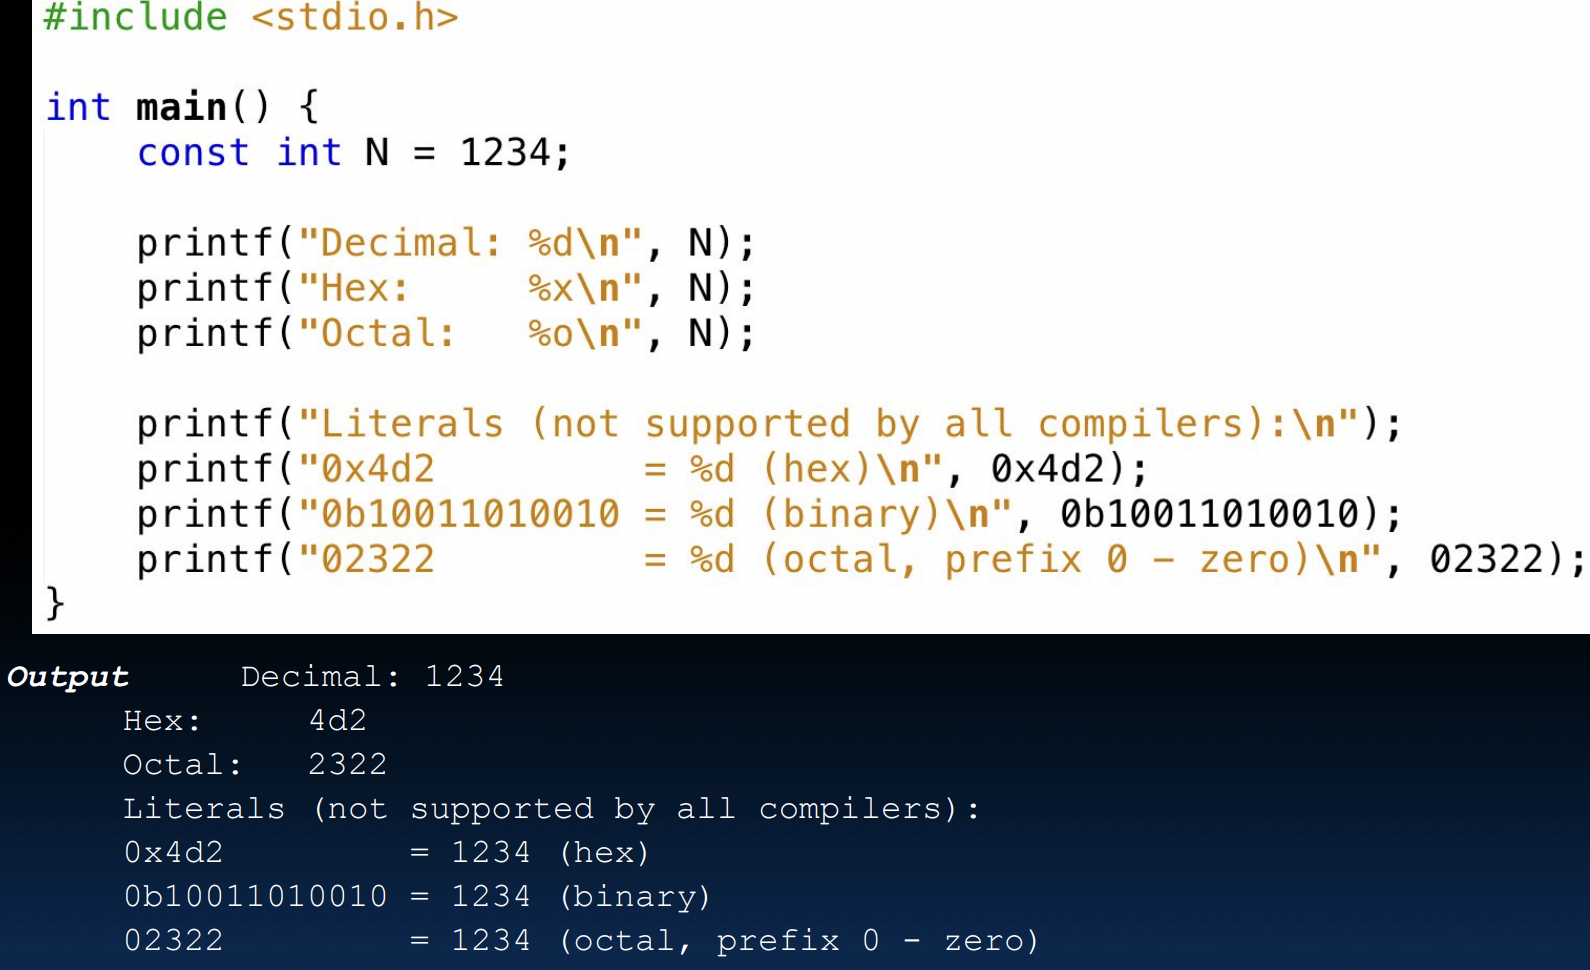 #include <stdio.h>
int main() {
    const int N = 1234;
    printf("Decimal: %d\n", N);
    printf("Hex:     %x\n", N);
    printf("Octal:   %o\n", N);
    printf("Literals (not supported by all compilers):\n");
    printf("0x4d2         = %d (hex)\n", 0x4d2);
    printf("0b10011010010 = %d (binary)\n", 0b10011010010);
    printf("02322         = %d (octal, prefix 0 - zero)\n", 02322);
}
Output Decimal: 1234
Hex:     4d2
Octal:   2322
Literals (not supported by all compilers):
0x4d2         = 1234 (hex)
0b10011010010 = 1234 (binary)
02322         = 1234 (octal, prefix 0 - zero)